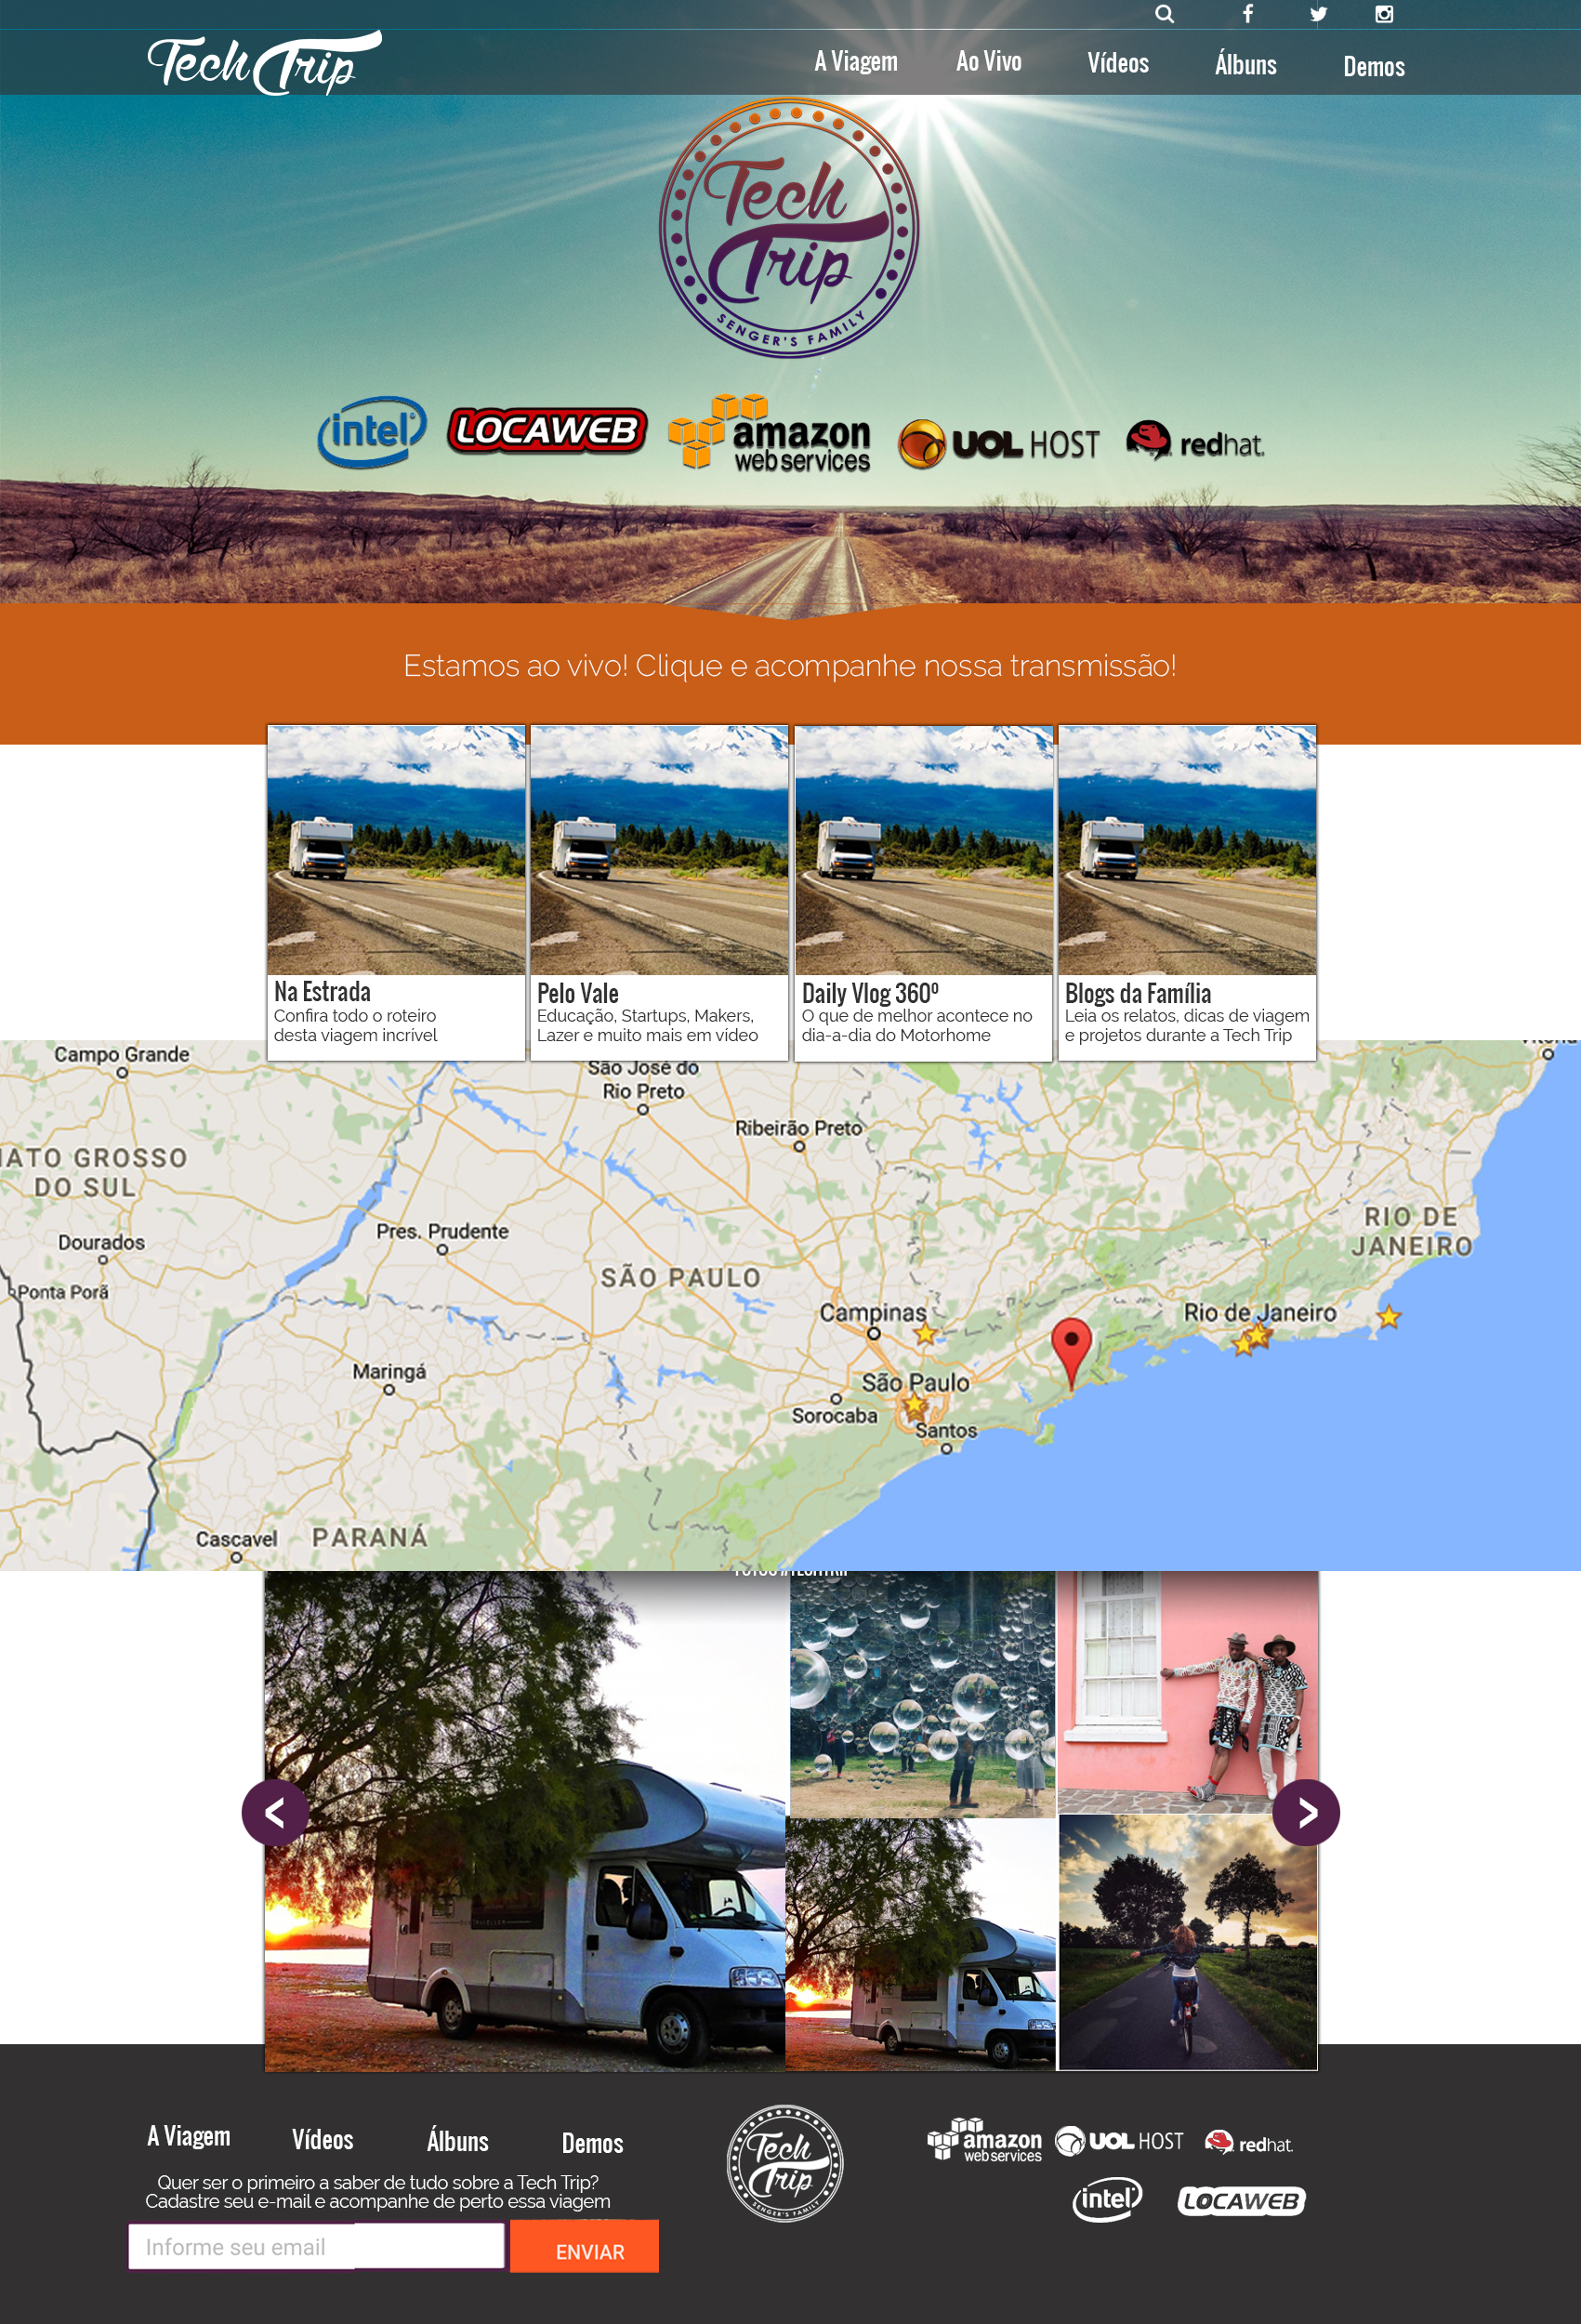 Tech Trip
A Viagem
Ao Vivo
Vídeos
Álbuns
Demos
Tech
Trip
SENGER'S FAMILY
intel
LOCAWEB
amazon
webservices
UOL HOST
redhat.
Estamos ao vivo! Clique e acompanhe nossa transmissão!
Na Estrada
Confira todo o roteiro
desta viagem incrível
Pelo Vale
Educação, Startups, Makers,
Lazer e muito mais em vídeo
Daily Vlog 360º
O que de melhor acontece no
dia-a-dia do Motorhome
Blogs da Família
Leia os relatos, dicas de viagem
e projetos durante a Tech Trip
Campo Grande
São José do
Rio Preto
Ribeirão Preto
ATO GROSSO
DO SUL
Dourados
Pres. Prudente
RIO DE
JANEIRO
Ponta Porã
SÃO PAULO
Campinas
Rio de Janeiro
Maringá
São Paulo
Sorocaba
Santos
Cascavel
PARANÁ
A Viagem
Vídeos
Álbuns
Demos
Quer ser o primeiro a saber de tudo sobre a Tech Trip?
Cadastre seu e-mail e acompanhe de perto essa viagem
Informe seu email
ENVIAR
Tech
Trip
SENGER'S FAMILY
amazon
webservices
UOL HOST
redhat.
intel
LOCAWEB